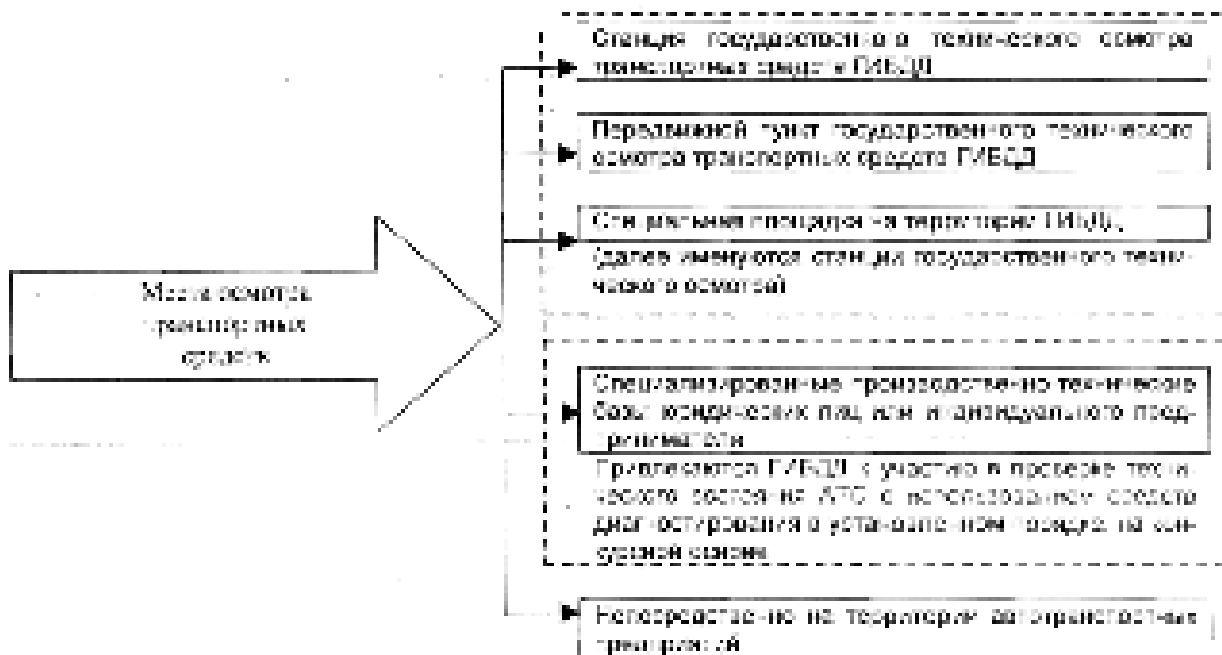 Станция государственного технического осмотра
транспортных средств ГИБДД
Передвижной пункт государственного технического
осмотра транспортных средств ГИБДД
Специальная площадка на территории ГИБДД
(далее именуются станции государственного техни-
ческого осмотра)
Места осмотра
транспортных
средств
Специализированные производственно технические
базы юридических лиц или индивидуального пред-
принимателя
Привлекаются ГИБДД к участию в проверке техни-
ческого состояния АТС с использованием средств
диагностирования в установленном порядке на кон-
курсной основе
Непосредственно на территории автотранспортных
предприятий